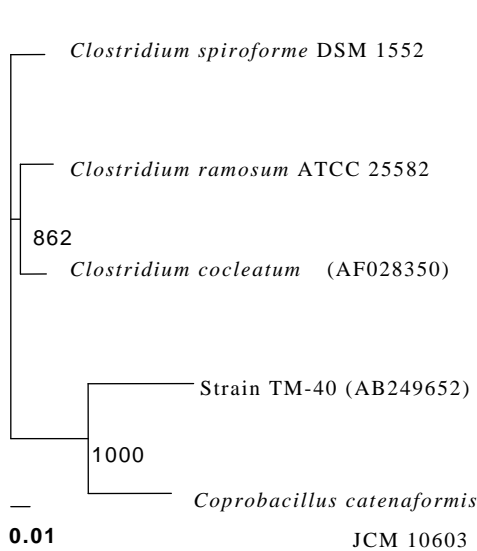 Clostridium spiroforme DSM 1552
Clostridium ramosum ATCC 25582
862
Clostridium cocleatum (AF028350)
Strain TM-40 (AB249652)
1000
Coprobacillus catenaformis
0.01
JCM 10603